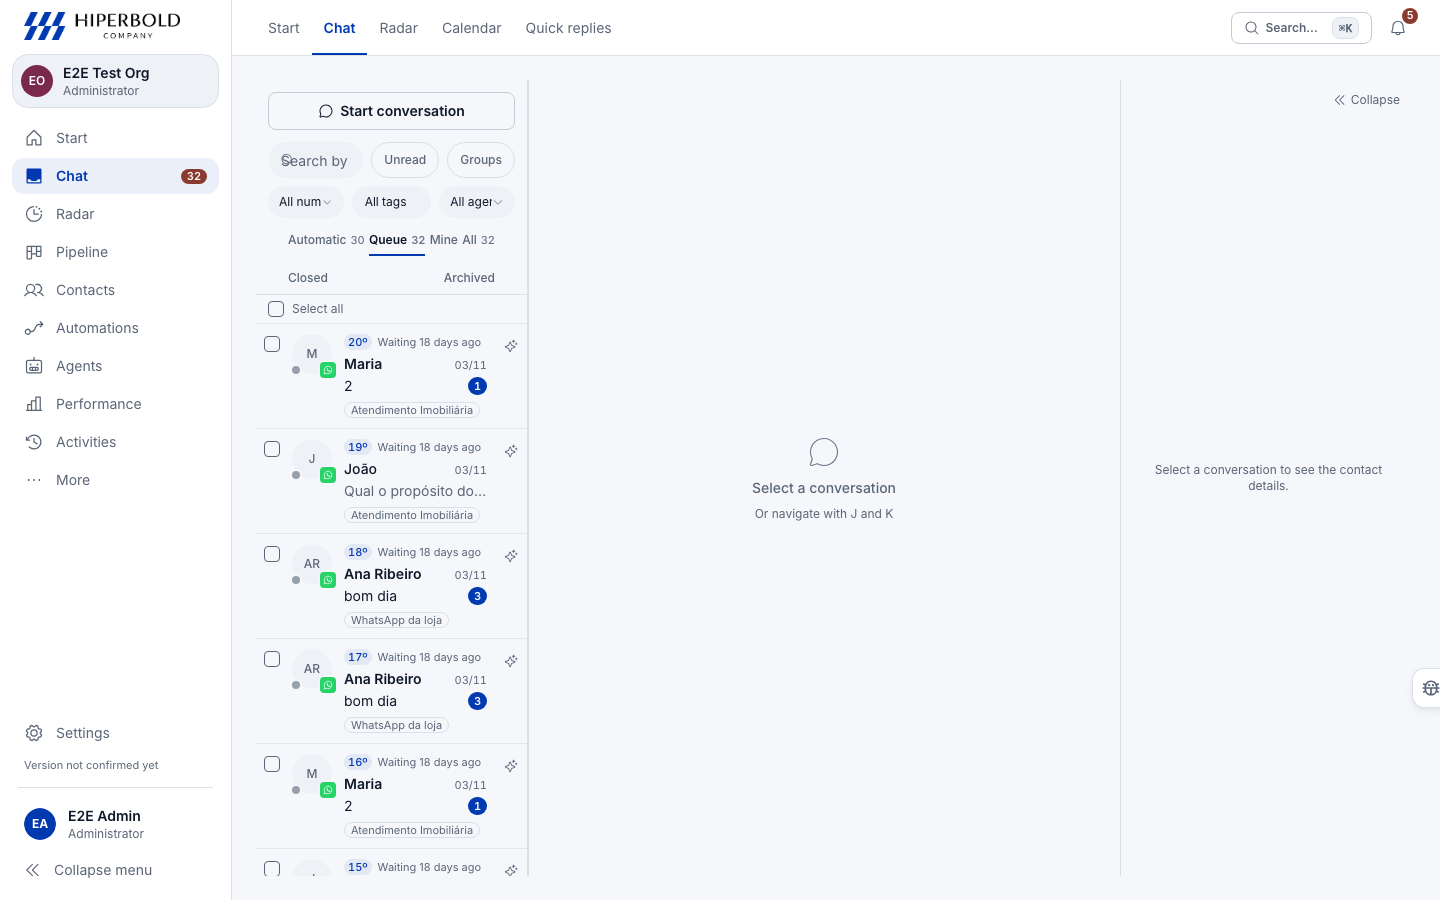 HIPERBOLD
COMPANY
EO
E2E Test Org
Administrator
Start
Chat
32
Radar
Pipeline
Contacts
Automations
Agents
Performance
Activities
More
Settings
Version not confirmed yet
EA
E2E Admin
Administrator
Collapse menu
Start
Chat
Radar
Calendar
Quick replies
Search...
⌘K
5
Start conversation
Search by
Unread
Groups
All num
All tags
All ager
Automatic 30
Queue 32
Mine
All 32
Closed
Archived
Select all
M
20º Waiting 18 days ago
Maria
03/11
2
1
Atendimento Imobiliária
J
19º Waiting 18 days ago
João
03/11
Qual o propósito do...
Atendimento Imobiliária
AR
18º Waiting 18 days ago
Ana Ribeiro
03/11
bom dia
3
WhatsApp da loja
AR
17º Waiting 18 days ago
Ana Ribeiro
03/11
bom dia
3
WhatsApp da loja
M
16º Waiting 18 days ago
Maria
03/11
2
1
Atendimento Imobiliária
15º Waiting 18 days ago
Select a conversation
Or navigate with J and K
Collapse
Select a conversation to see the contact
details.